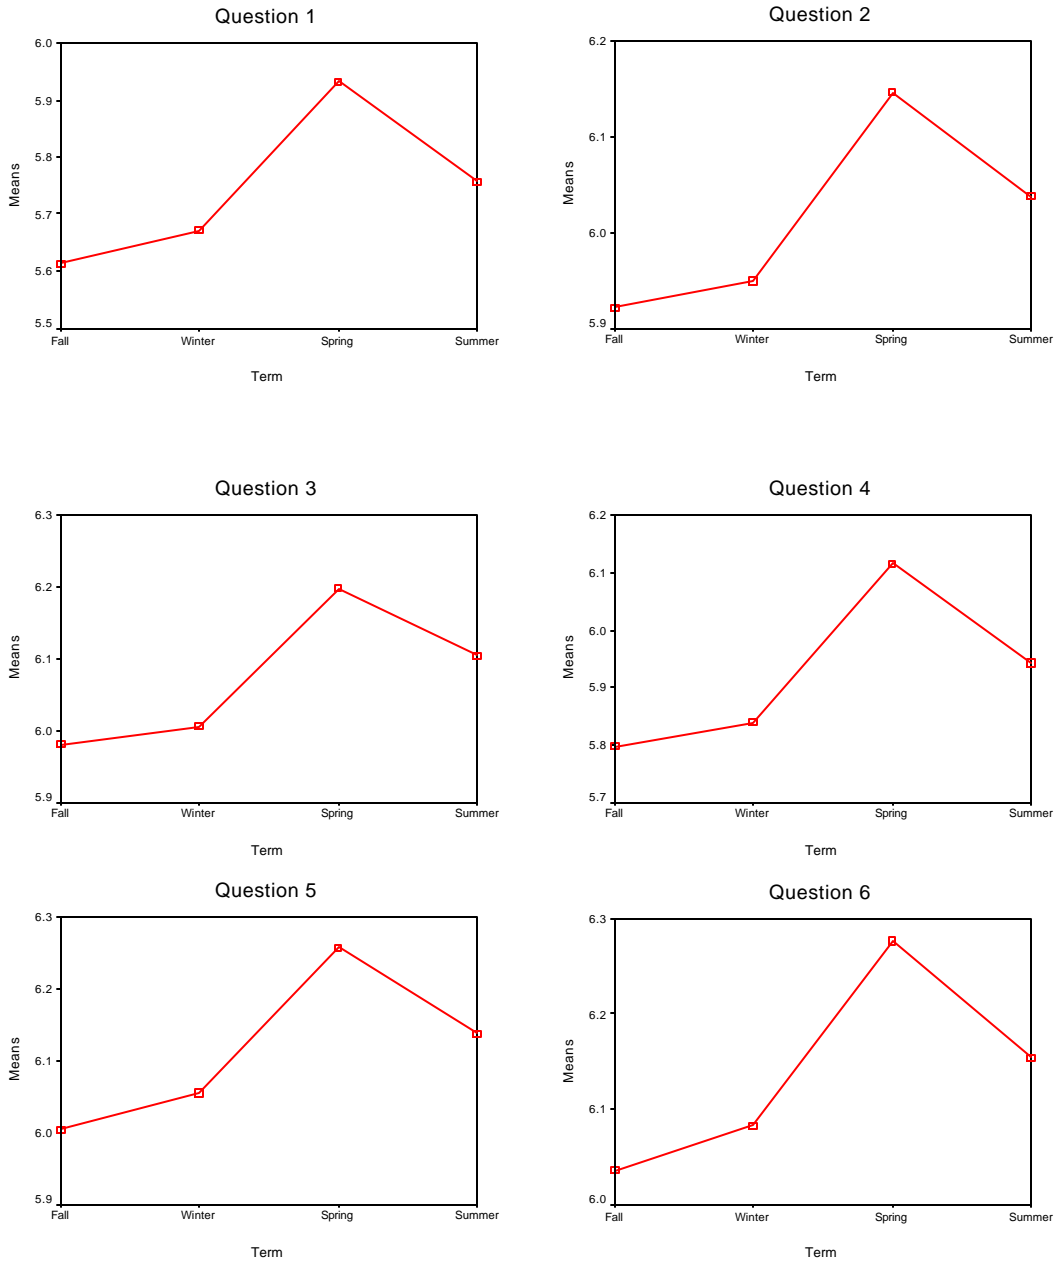 Question 1
6.0
5.9
5.8
5.7
5.6
5.5
Means
Fall Winter Spring Summer
Term
Question 2
6.2
6.1
6.0
5.9
Means
Fall Winter Spring Summer
Term
Question 3
6.3
6.2
6.1
6.0
5.9
Means
Fall Winter Spring Summer
Term
Question 4
6.2
6.1
6.0
5.9
5.8
5.7
Means
Fall Winter Spring Summer
Term
Question 5
6.3
6.2
6.1
6.0
5.9
Means
Fall Winter Spring Summer
Term
Question 6
6.3
6.2
6.1
6.0
Means
Fall Winter Spring Summer
Term